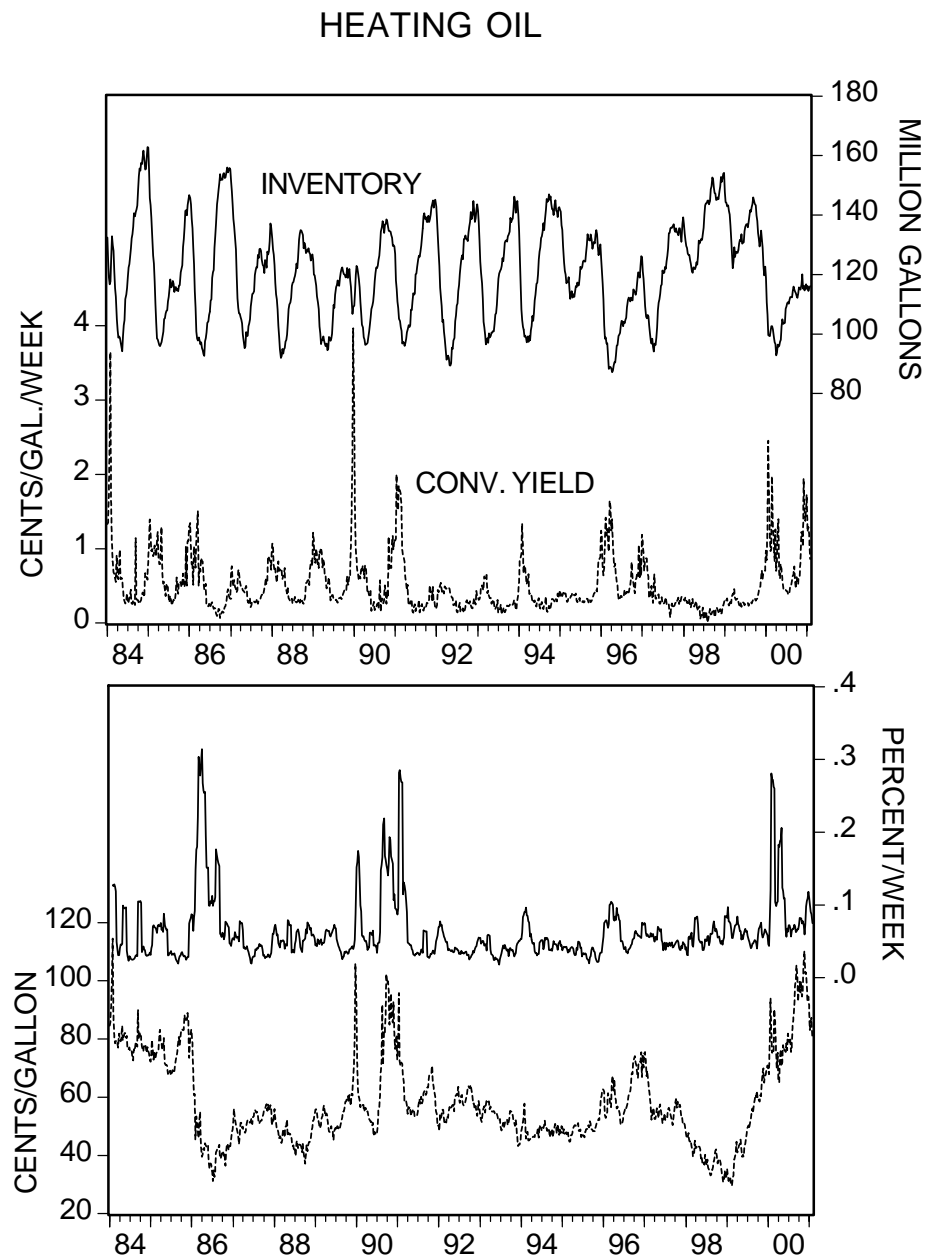 HEATING OIL
180
160
140
120
100
80
MILLION GALLONS
INVENTORY
4
3
2
1
0
CENTS/GAL./WEEK
CONV. YIELD
84 86 88 90 92 94 96 98 00
.4
.3
.2
.1
.0
PERCENT/WEEK
120
100
80
60
40
20
CENTS/GALLON
84 86 88 90 92 94 96 98 00